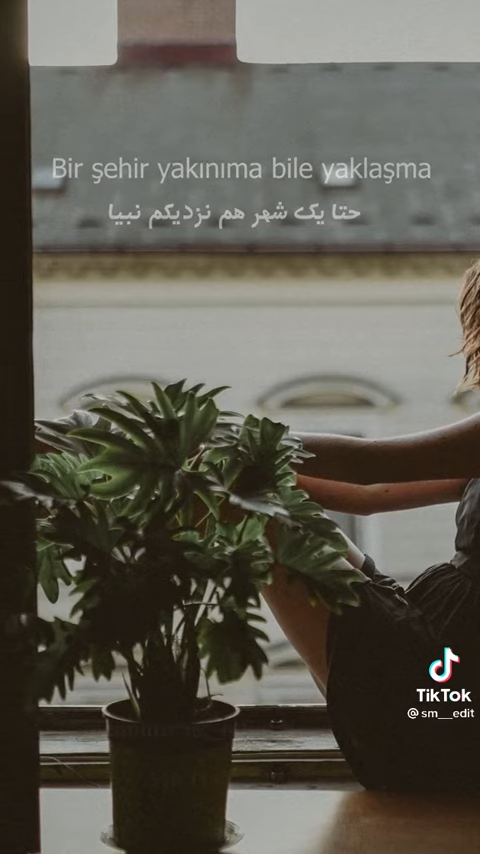 Bir şehir yakınıma bile yaklaşma
حتا یک شهر هم نزدیکم نبیا
TikTok
@sm__edit